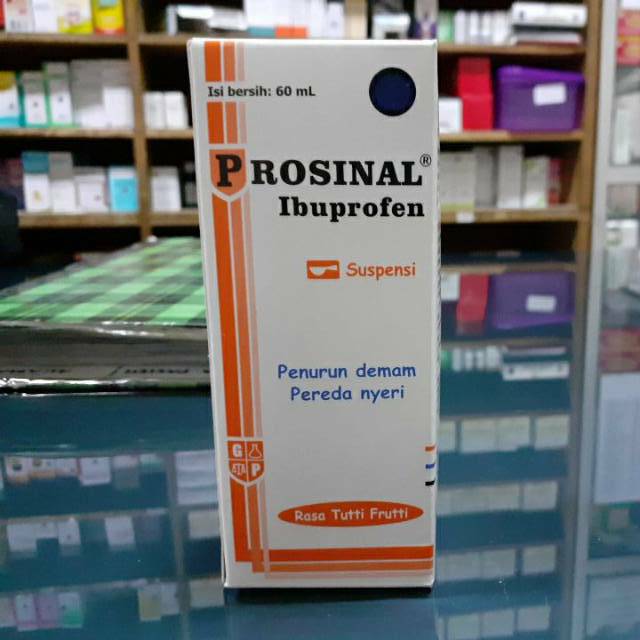 Isi bersih: 60 mL
PROSINAL®
Ibuprofen
Suspensi
Penurun demam
Pereda nyeri
G
P
Rasa Tutti Frutti